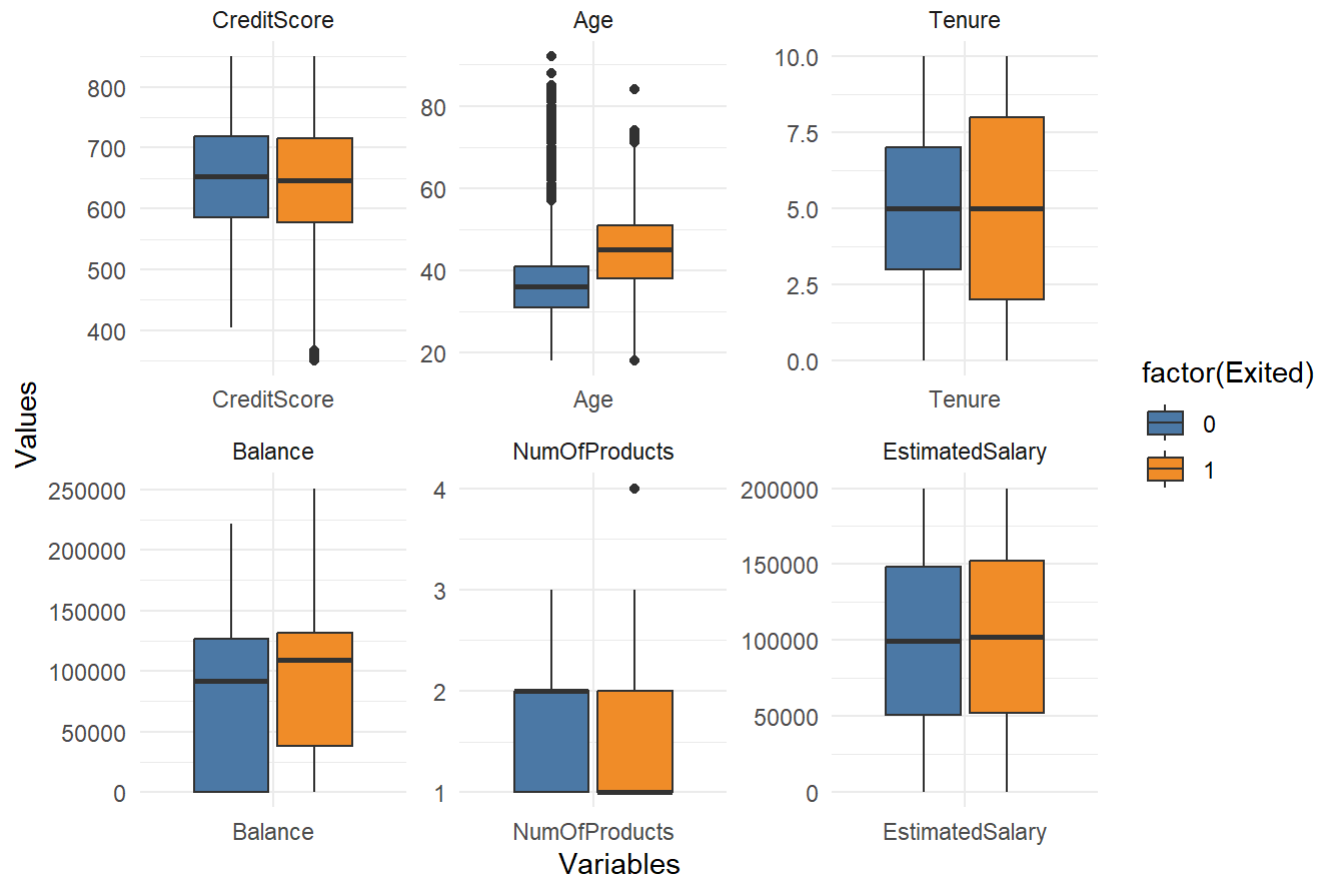 CreditScore
Age
Tenure
800
700
600
500
400
80
60
40
20
10.0
7.5
5.0
2.5
0.0
CreditScore
Age
Tenure
Values
Balance
NumOfProducts
EstimatedSalary
250000
200000
150000
100000
50000
0
4
3
2
1
200000
150000
100000
50000
0
Balance
NumOfProducts
EstimatedSalary
Variables
factor(Exited)
0
1